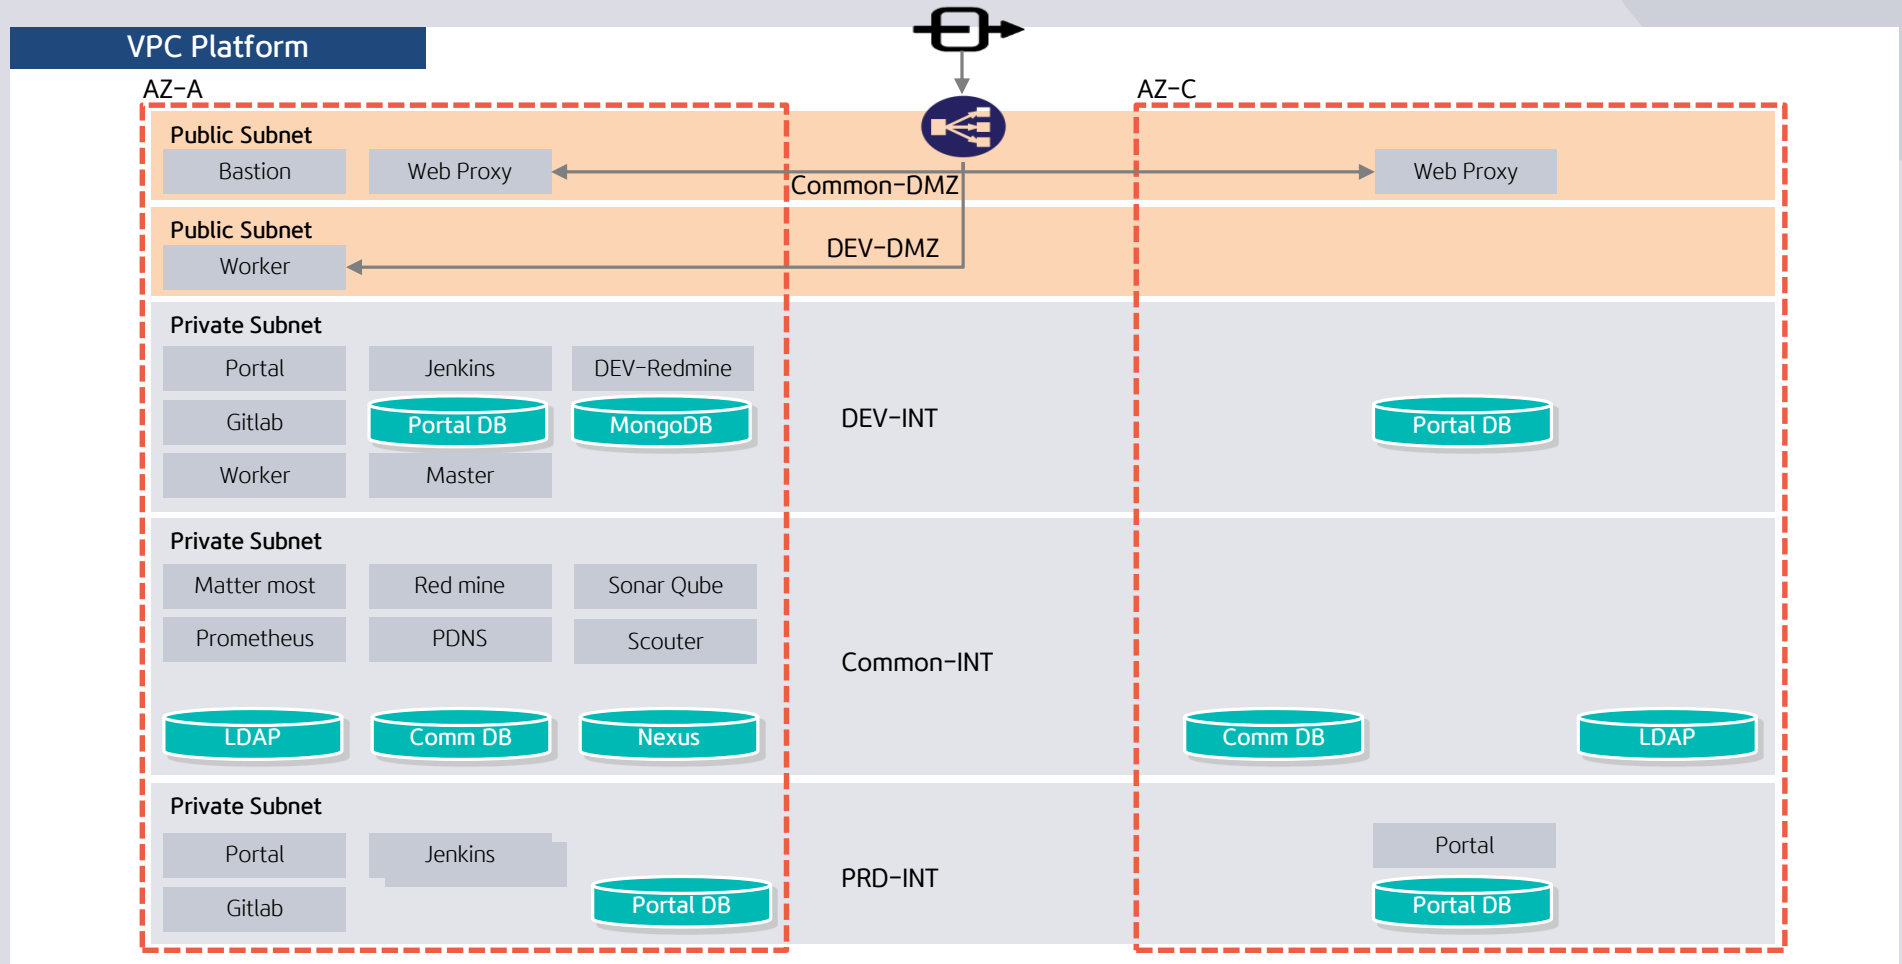 VPC Platform
AZ-A
AZ-C
Public Subnet
Bastion
Web Proxy
Web Proxy
Common-DMZ
Public Subnet
Worker
DEV-DMZ
Private Subnet
Portal
Jenkins
DEV-Redmine
Gitlab
Portal DB
MongoDB
DEV-INT
Portal DB
Worker
Master
Private Subnet
Matter most
Red mine
Sonar Qube
Prometheus
PDNS
Scouter
Common-INT
LDAP
Comm DB
Nexus
Comm DB
LDAP
Private Subnet
Portal
Jenkins
Portal
Gitlab
Portal DB
PRD-INT
Portal DB